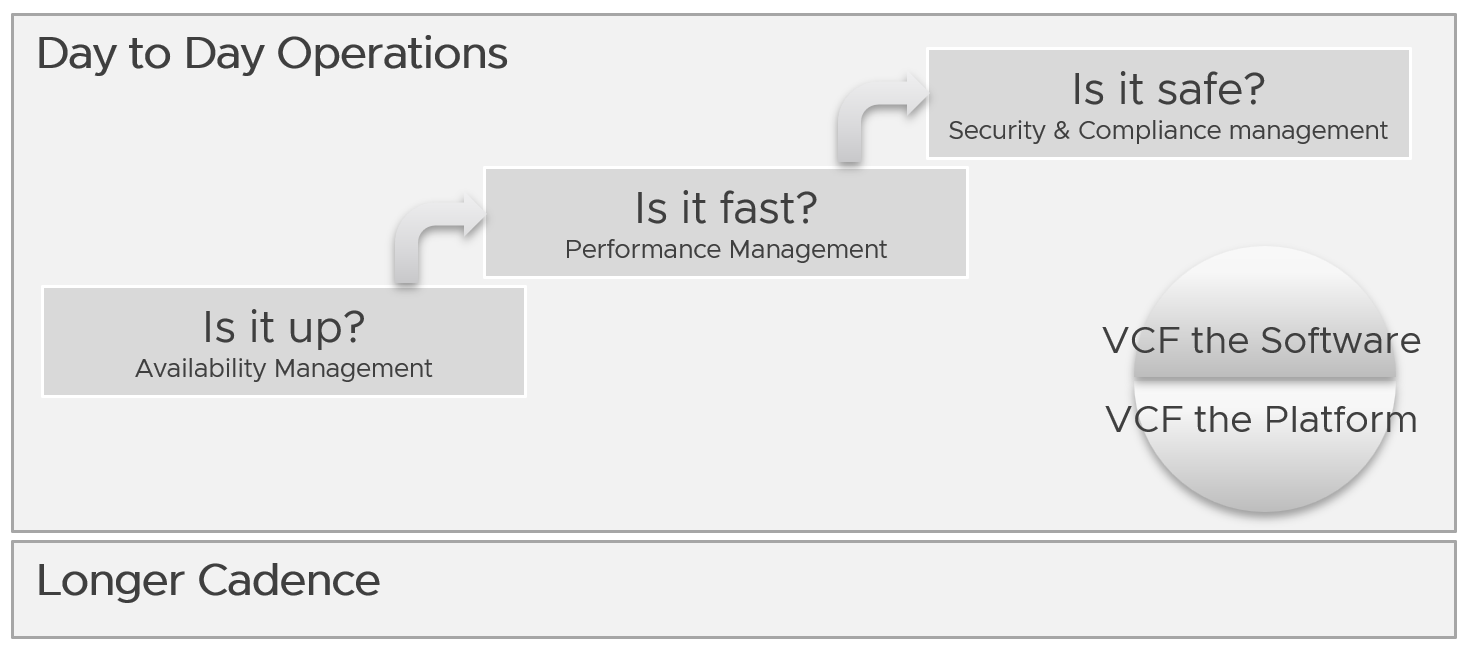 Day to Day Operations
Is it safe?
Security & Compliance management
Is it fast?
Performance Management
Is it up?
Availability Management
VCF the Software
VCF the Platform
Longer Cadence